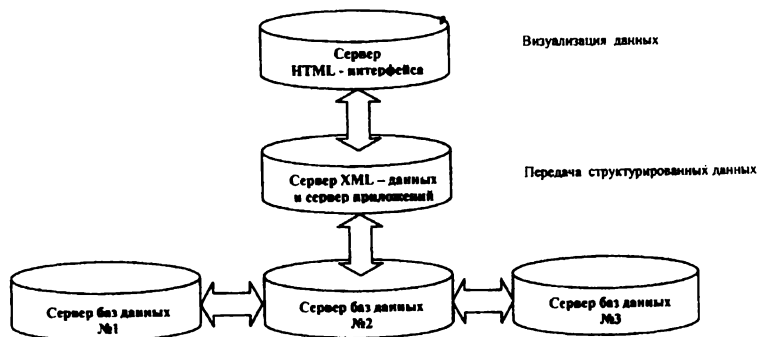 Сервер
HTML - интерфейса
Визуализация данных
Сервер XML – данных
и сервер приложений
Передача структурированных данных
Сервер баз данных
№1
Сервер баз данных
№2
Сервер баз данных
№3